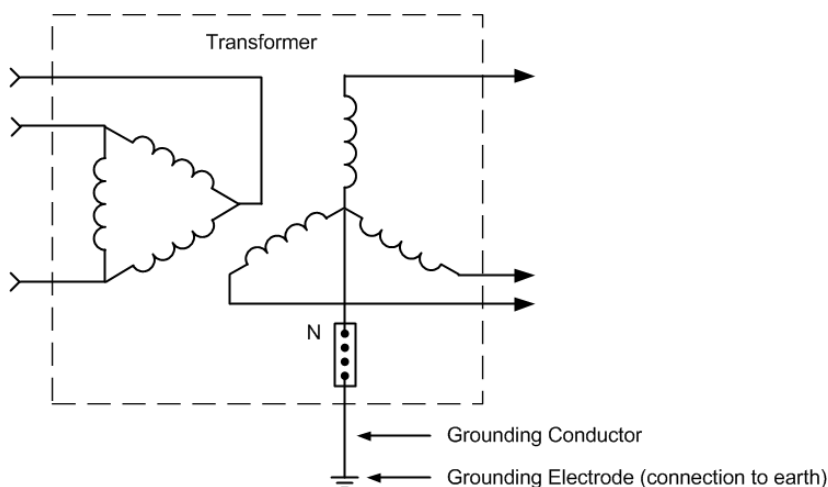 Transformer
N
Grounding Conductor
Grounding Electrode (connection to earth)